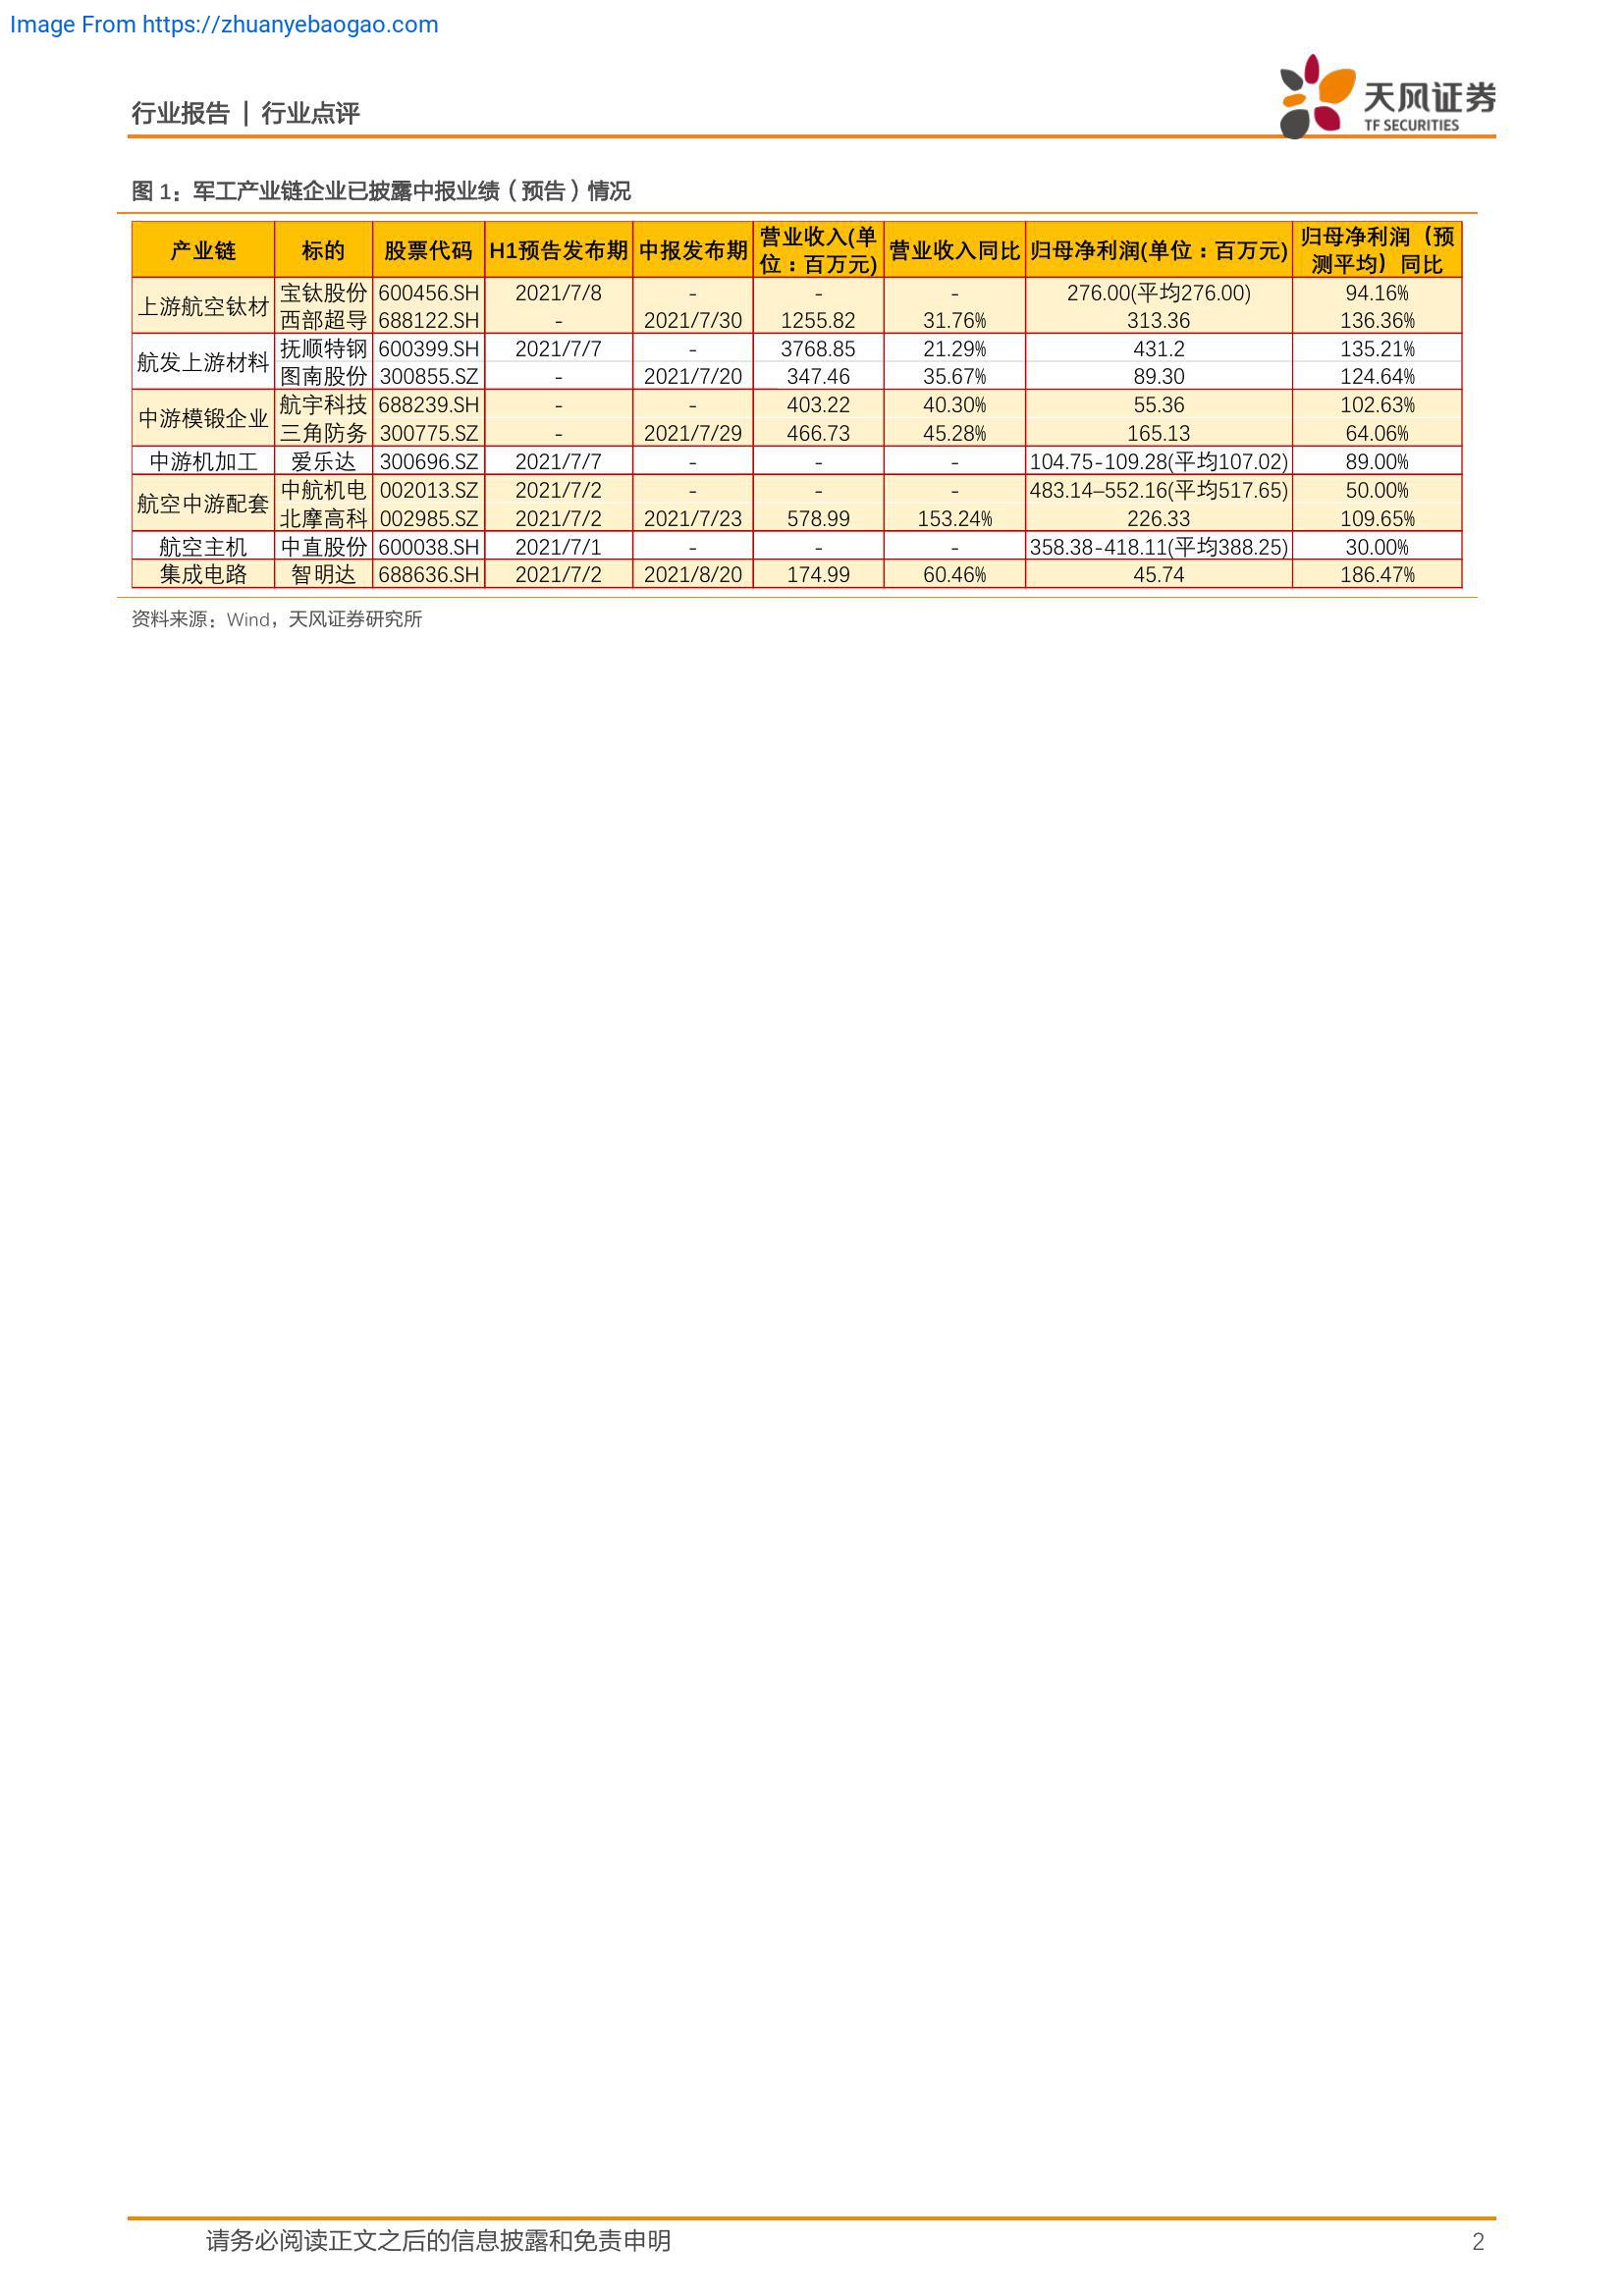 Image From https://zhuanyebaogao.com
行业报告 | 行业点评
天风证券
TF SECURITIES
图 1：军工产业链企业已披露中报业绩（预告）情况
产业链 标的 股票代码 H1预告发布期 中报发布期 营业收入(单位：百万元) 营业收入同比 归母净利润(单位：百万元) 归母净利润（预测平均）同比
上游航空钛材 宝钛股份 600456.SH 2021/7/8 - - - 276.00(平均276.00) 94.16%
西部超导 688122.SH - 2021/7/30 1255.82 31.76% 313.36 136.36%
航发上游材料 抚顺特钢 600399.SH 2021/7/7 - 3768.85 21.29% 431.2 135.21%
图南股份 300855.SZ - 2021/7/20 347.46 35.67% 89.30 124.64%
中游模锻企业 航宇科技 688239.SH - - 403.22 40.30% 55.36 102.63%
三角防务 300775.SZ - 2021/7/29 466.73 45.28% 165.13 64.06%
中游机加工 爱乐达 300696.SZ 2021/7/7 - - - 104.75-109.28(平均107.02) 89.00%
航空中游配套 中航机电 002013.SZ 2021/7/2 - - - 483.14–552.16(平均517.65) 50.00%
北摩高科 002985.SZ 2021/7/2 2021/7/23 578.99 153.24% 226.33 109.65%
航空主机 中直股份 600038.SH 2021/7/1 - - - 358.38-418.11(平均388.25) 30.00%
集成电路 智明达 688636.SH 2021/7/2 2021/8/20 174.99 60.46% 45.74 186.47%
资料来源：Wind，天风证券研究所
请务必阅读正文之后的信息披露和免责申明 2